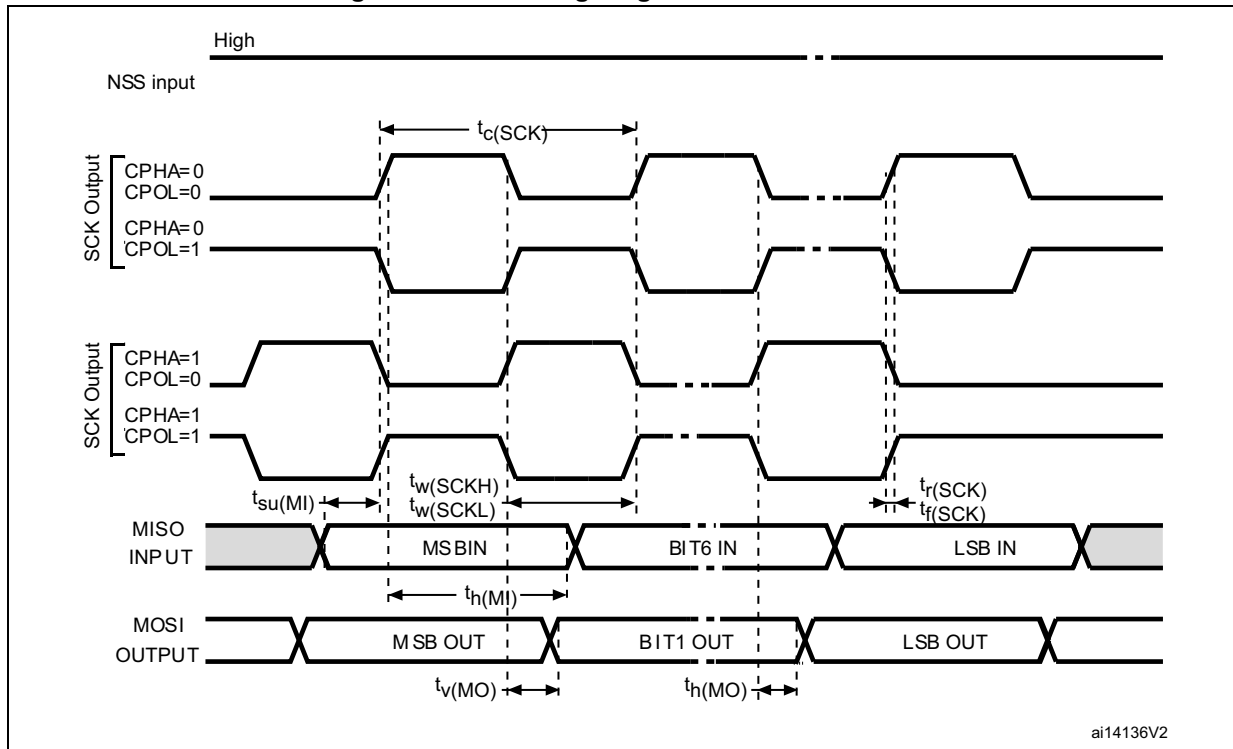 High
NSS input
tc(SCK)
SCK Output
CPHA=0
CPOL=0
CPHA=0
CPOL=1
SCK Output
CPHA=1
CPOL=0
CPHA=1
CPOL=1
tsu(MI)
tw(SCKH)
tw(SCKL)
tr(SCK)
tf(SCK)
MISO
INPUT
MSBIN
BIT6 IN
LSB IN
th(MI)
MOSI
OUTPUT
MSB OUT
BIT1 OUT
LSB OUT
tv(MO)
th(MO)
ai14136V2